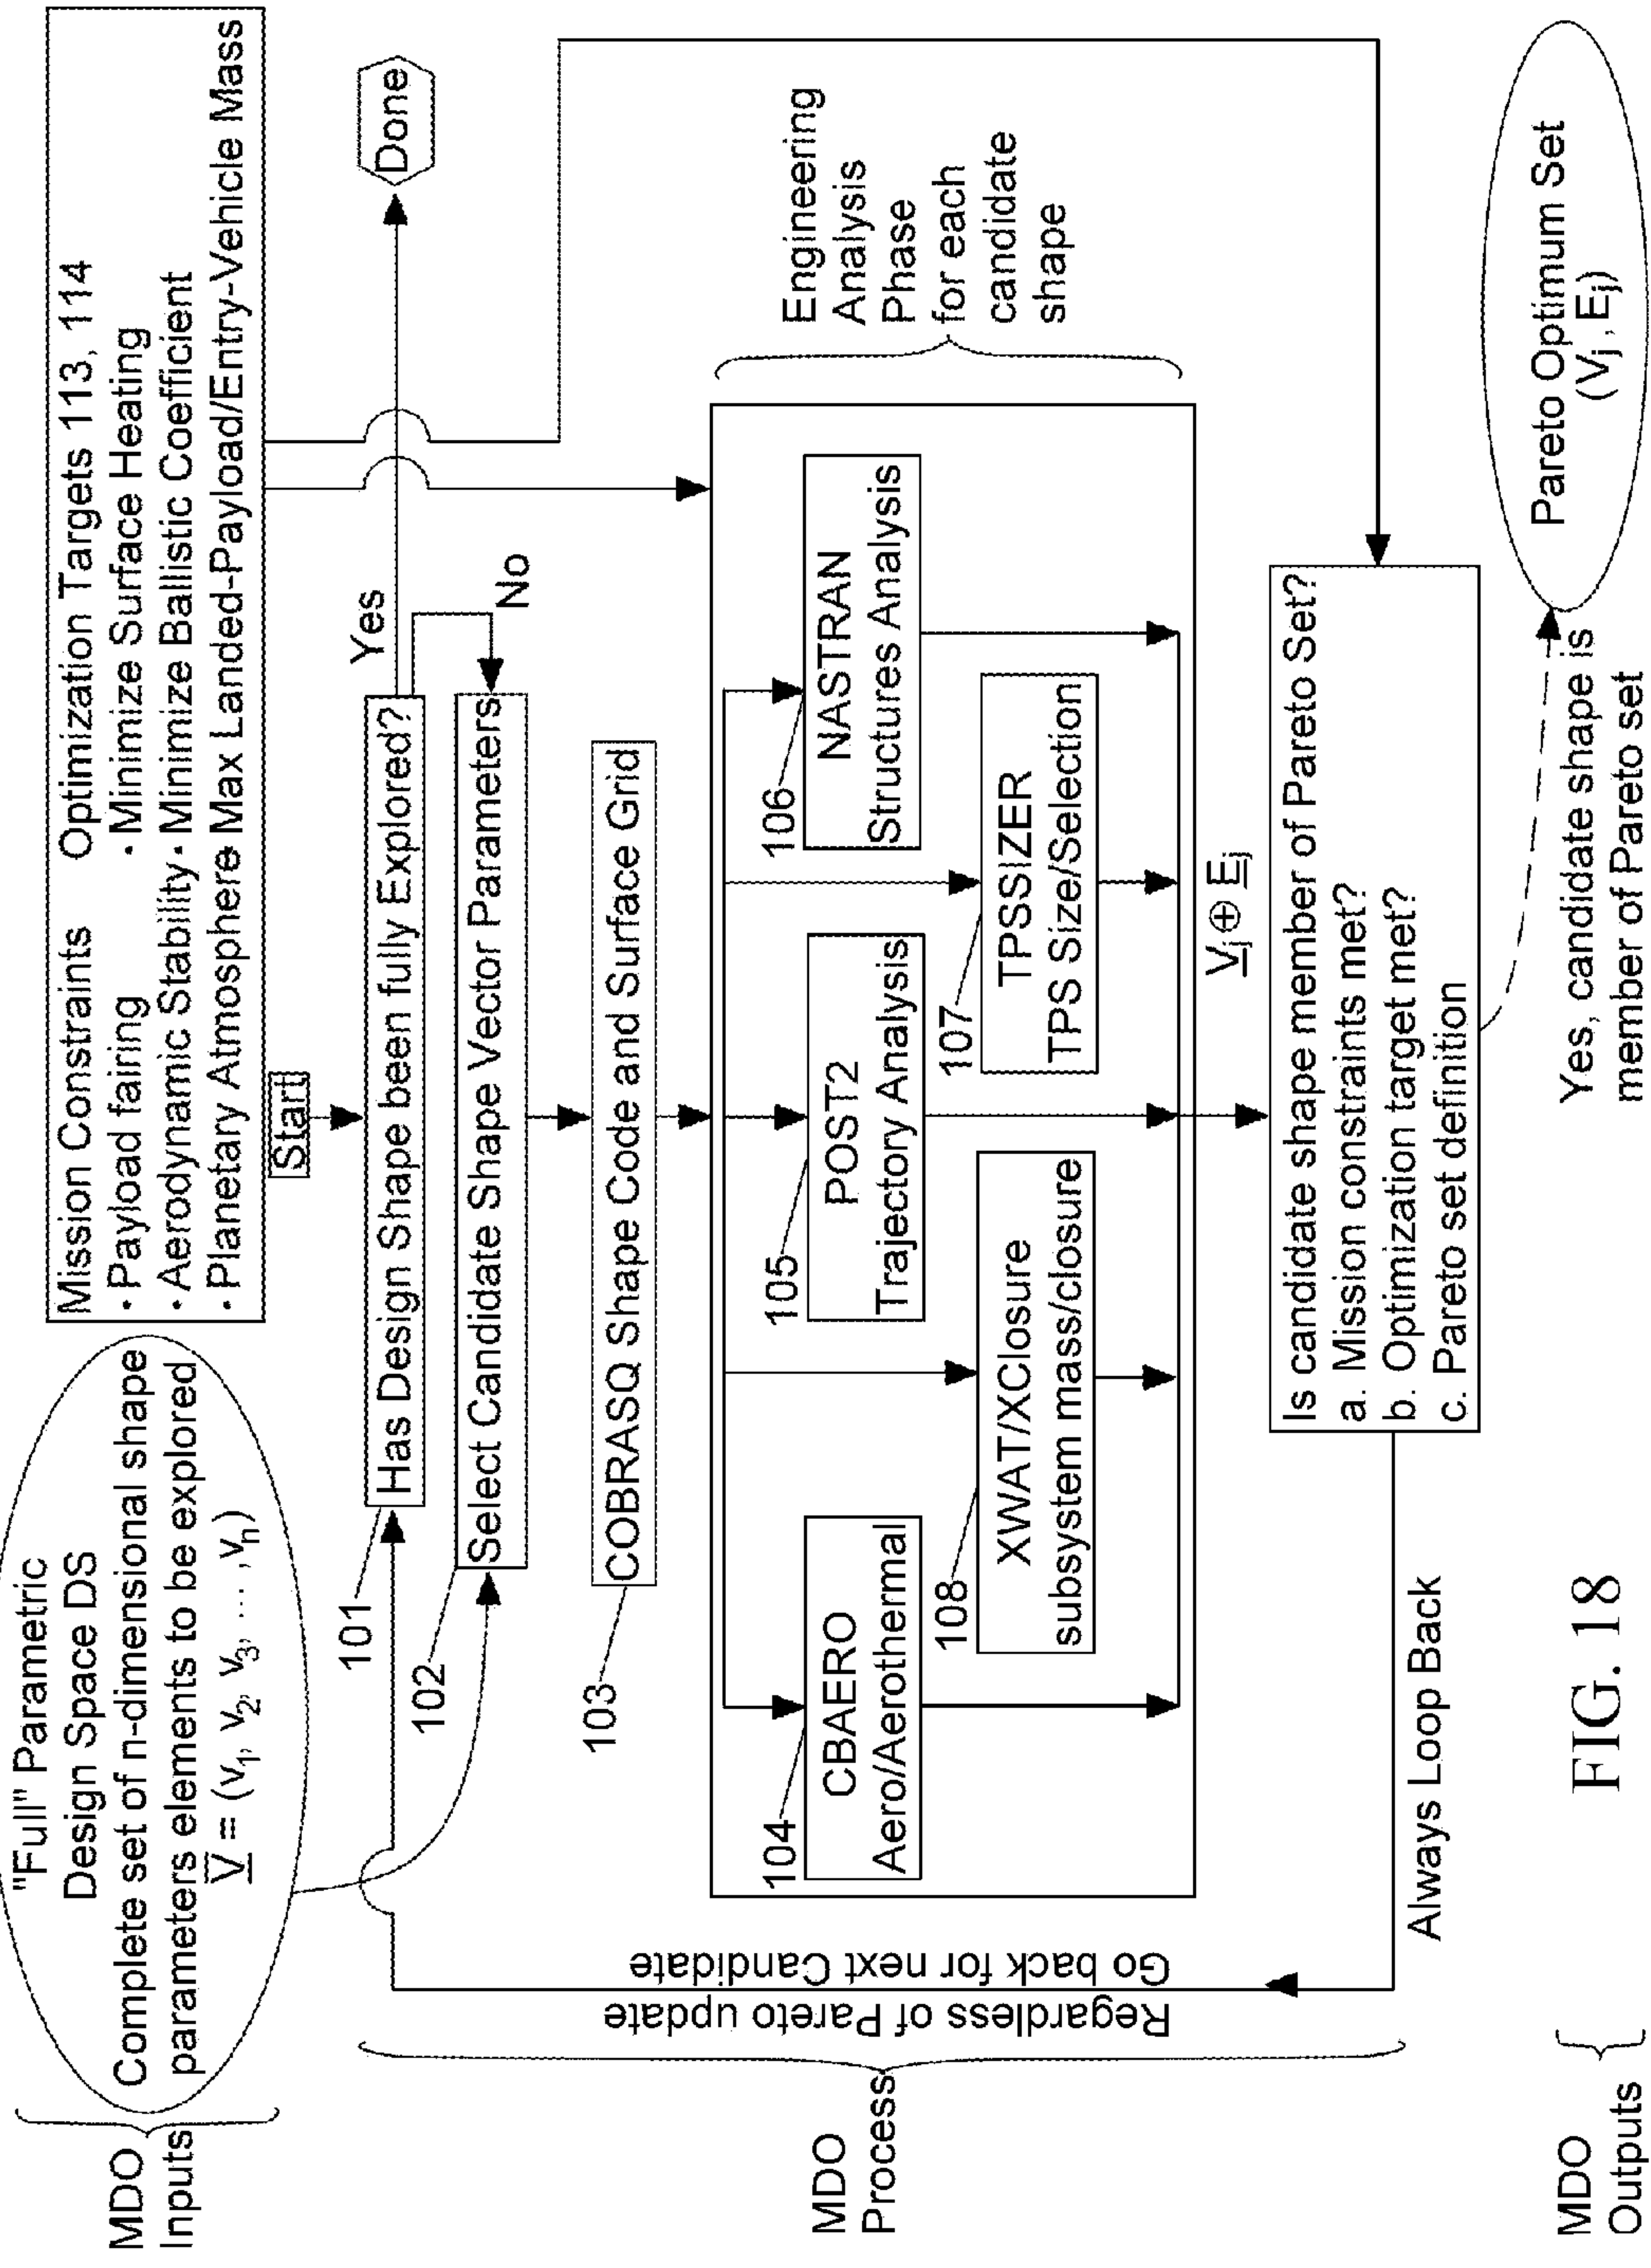 MDO
Inputs
"Full" Parametric
Design Space DS
Complete set of n-dimensional shape
parameters elements to be explored
V = (v1, v2, v3, ... , vn)
Mission Constraints
• Payload fairing
• Aerodynamic Stability
• Planetary Atmosphere
Optimization Targets 113, 114
• Minimize Surface Heating
• Minimize Ballistic Coefficient
• Max Landed-Payload/Entry-Vehicle Mass
Start
101
Has Design Shape been fully Explored?
Yes
Done
No
102
Select Candidate Shape Vector Parameters
103
COBRASQ Shape Code and Surface Grid
MDO
Process
Regardless of Pareto update
Go back for next Candidate
104
CBAERO
Aero/Aerothermal
105
POST2
Trajectory Analysis
106
NASTRAN
Structures Analysis
108
XWAT/XClosure
subsystem mass/closure
107
TPSSIZER
TPS Size/Selection
Engineering
Analysis
Phase
for each
candidate
shape
Vj ⊕ Ej
Is candidate shape member of Pareto Set?
a. Mission constraints met?
b. Optimization target met?
c. Pareto set definition
Always Loop Back
MDO
Outputs
Yes, candidate shape is
member of Pareto set
Pareto Optimum Set
(Vj , Ej)
FIG. 18